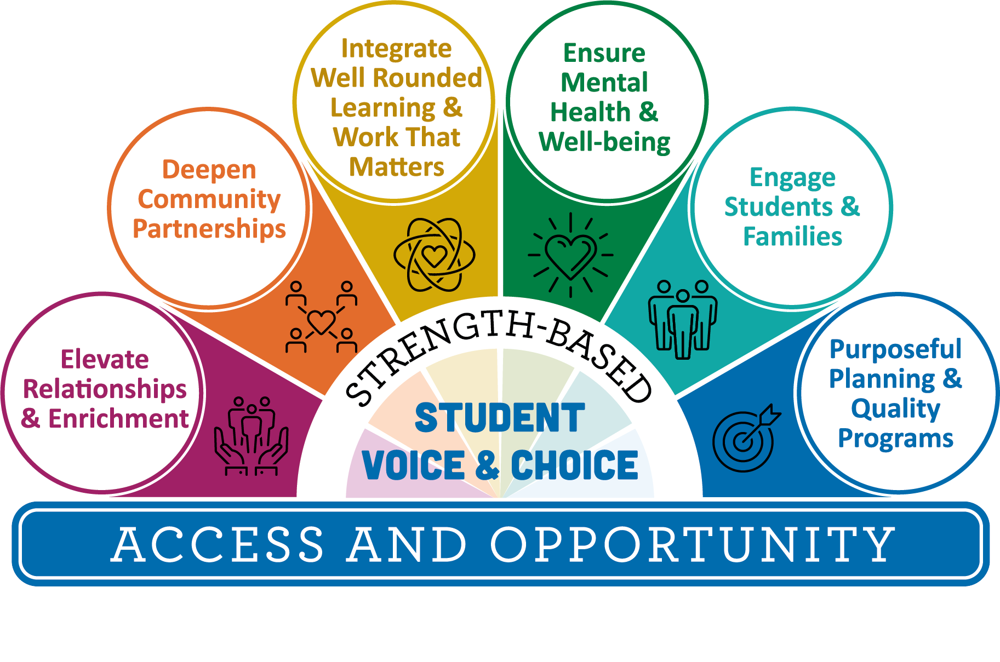 Elevate
Relationships
& Enrichment
Deepen
Community
Partnerships
Integrate
Well Rounded
Learning &
Work That
Matters
Ensure
Mental
Health &
Well-being
Engage
Students &
Families
Purposeful
Planning &
Quality
Programs
STRENGTH-BASED
STUDENT
VOICE & CHOICE
ACCESS AND OPPORTUNITY